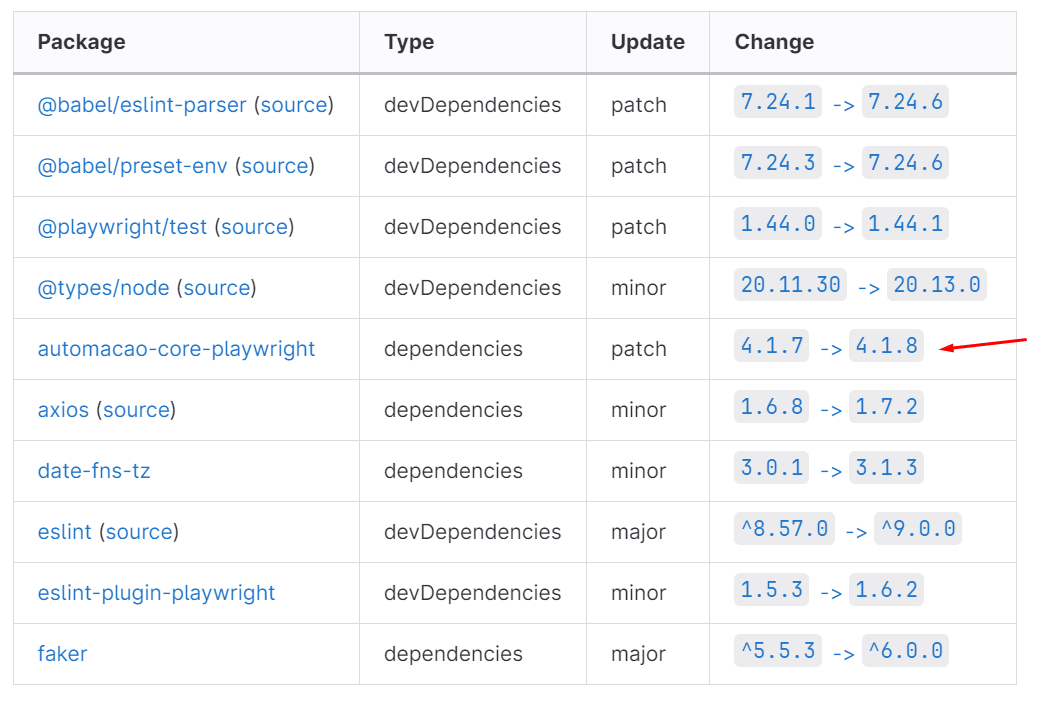 Package Type Update Change
@babel/eslint-parser (source) devDependencies patch 7.24.1 -> 7.24.6
@babel/preset-env (source) devDependencies patch 7.24.3 -> 7.24.6
@playwright/test (source) devDependencies patch 1.44.0 -> 1.44.1
@types/node (source) devDependencies minor 20.11.30 -> 20.13.0
automacao-core-playwright dependencies patch 4.1.7 -> 4.1.8
axios (source) dependencies minor 1.6.8 -> 1.7.2
date-fns-tz dependencies minor 3.0.1 -> 3.1.3
eslint (source) devDependencies major ^8.57.0 -> ^9.0.0
eslint-plugin-playwright devDependencies minor 1.5.3 -> 1.6.2
faker dependencies major ^5.5.3 -> ^6.0.0